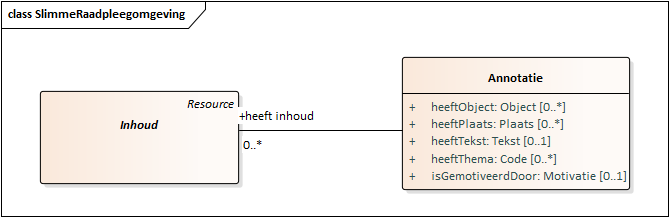 class SlimmeRaadpleegomgeving
Resource
Inhoud
+heeft inhoud
0..*
Annotatie
+ heeftObject: Object [0..*]
+ heeftPlaats: Plaats [0..*]
+ heeftTekst: Tekst [0..1]
+ heeftThema: Code [0..*]
+ isGemotiveerdDoor: Motivatie [0..1]